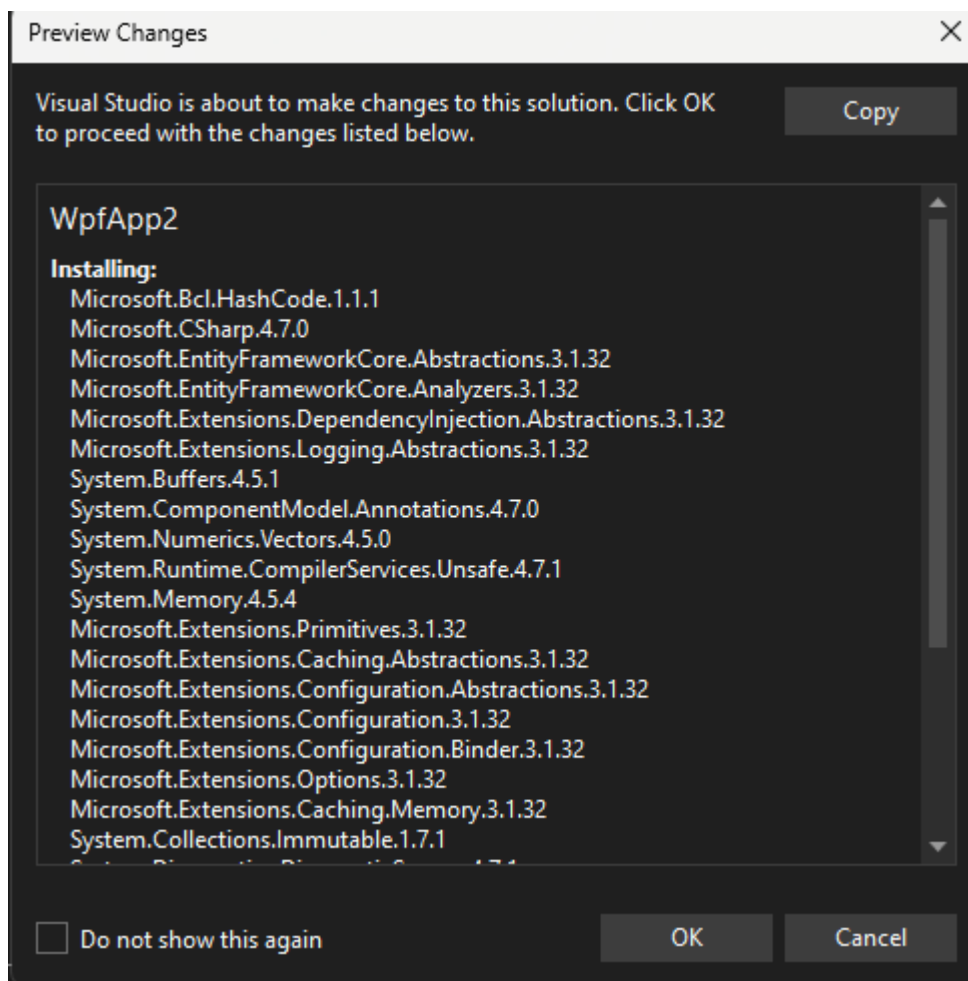 Preview Changes
Visual Studio is about to make changes to this solution. Click OK
to proceed with the changes listed below.
Copy
WpfApp2
Installing:
Microsoft.Bcl.HashCode.1.1.1
Microsoft.CSharp.4.7.0
Microsoft.EntityFrameworkCore.Abstractions.3.1.32
Microsoft.EntityFrameworkCore.Analyzers.3.1.32
Microsoft.Extensions.DependencyInjection.Abstractions.3.1.32
Microsoft.Extensions.Logging.Abstractions.3.1.32
System.Buffers.4.5.1
System.ComponentModel.Annotations.4.7.0
System.Numerics.Vectors.4.5.0
System.Runtime.CompilerServices.Unsafe.4.7.1
System.Memory.4.5.4
Microsoft.Extensions.Primitives.3.1.32
Microsoft.Extensions.Caching.Abstractions.3.1.32
Microsoft.Extensions.Configuration.Abstractions.3.1.32
Microsoft.Extensions.Configuration.3.1.32
Microsoft.Extensions.Configuration.Binder.3.1.32
Microsoft.Extensions.Options.3.1.32
Microsoft.Extensions.Caching.Memory.3.1.32
System.Collections.Immutable.1.7.1
Do not show this again
OK
Cancel